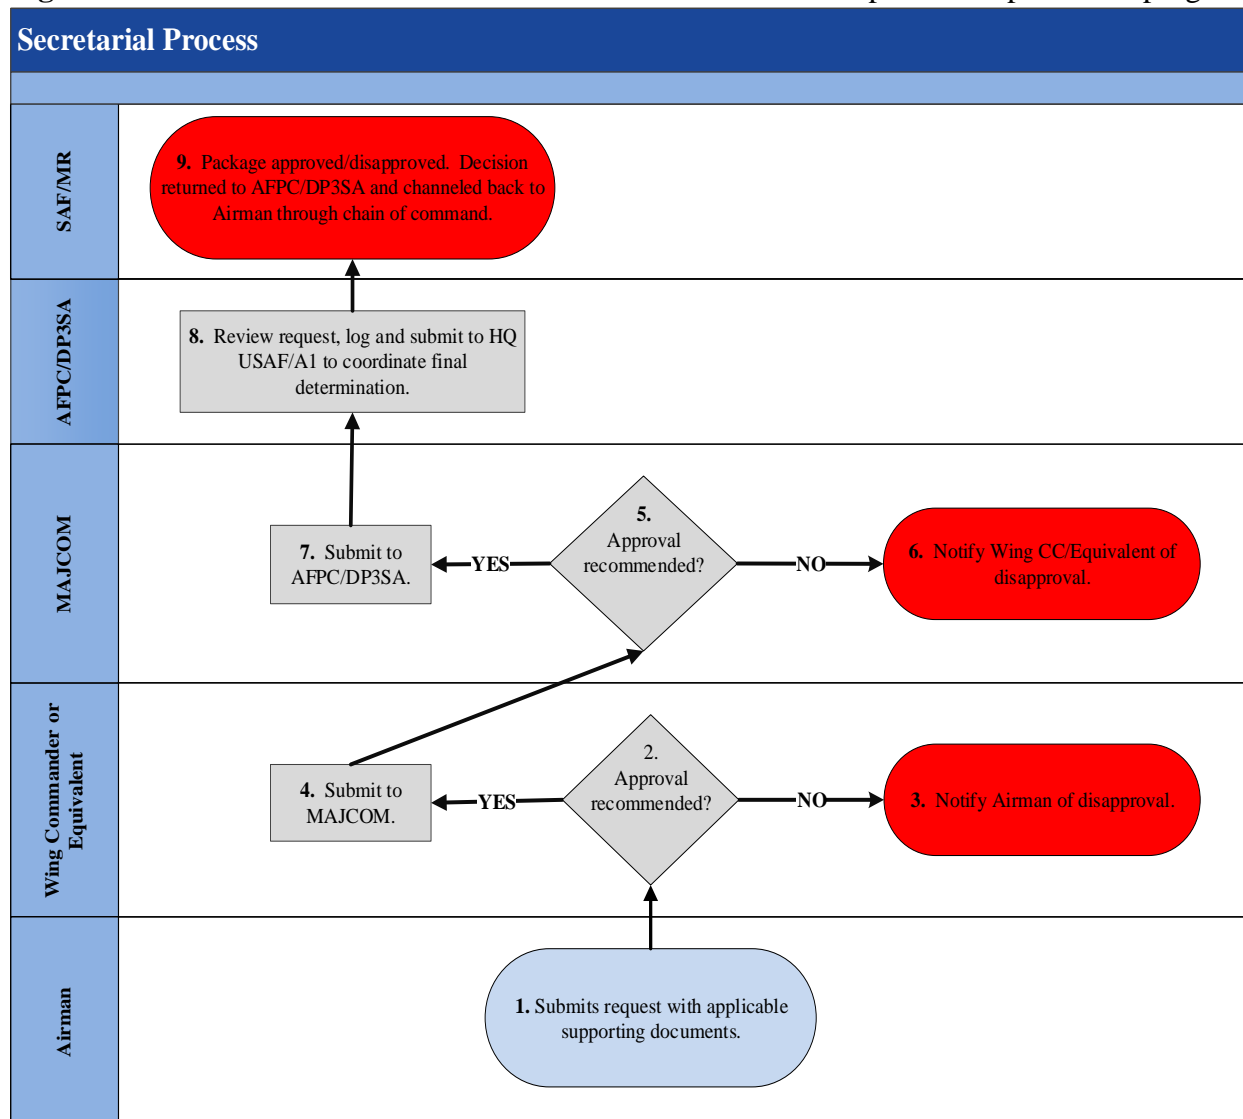 Secretarial Process
SAF/MR
9. Package approved/disapproved. Decision
returned to AFPC/DP3SA and channeled back to
Airman through chain of command.
AFPC/DP3SA
8. Review request, log and submit to HQ
USAF/A1 to coordinate final
determination.
MAJCOM
5.
Approval
recommended?
YES
NO
7. Submit to
AFPC/DP3SA.
6. Notify Wing CC/Equivalent of
disapproval.
Wing Commander or
Equivalent
2.
Approval
recommended?
YES
NO
4. Submit to
MAJCOM.
3. Notify Airman of disapproval.
Airman
1. Submits request with applicable
supporting documents.